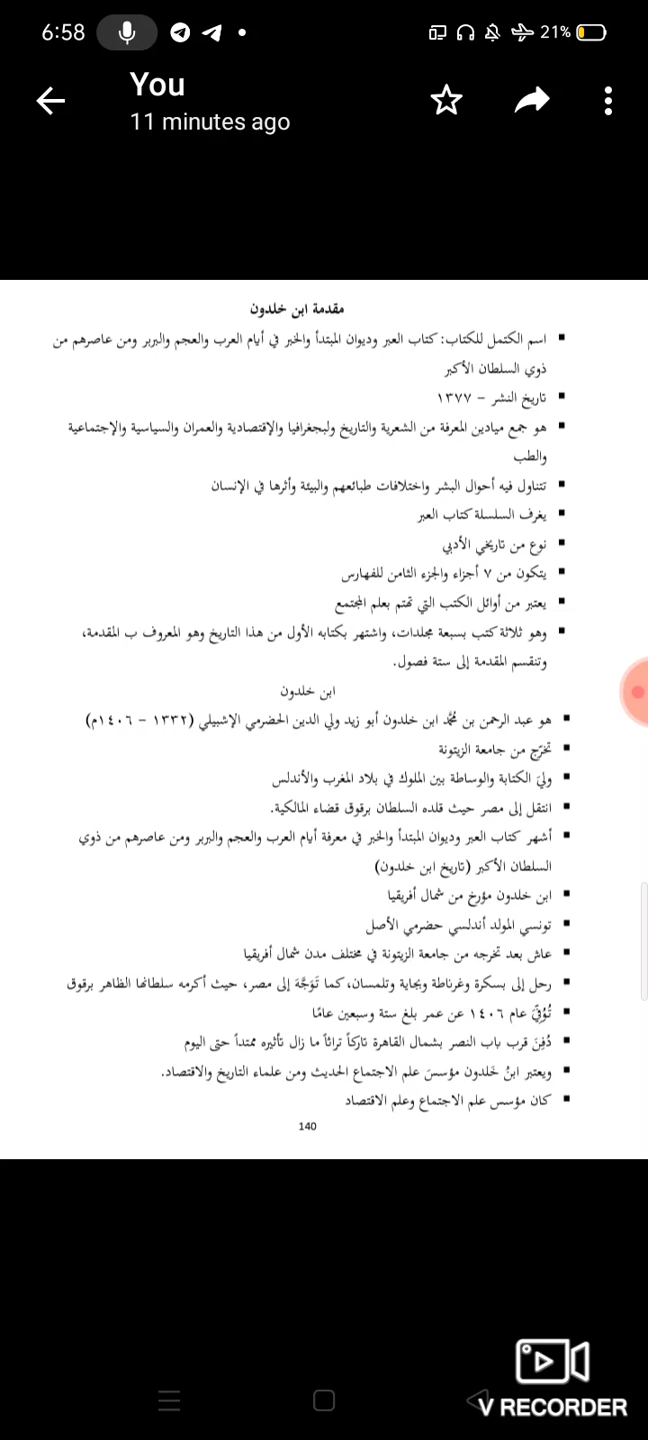 6:58
21%
You
11 minutes ago
مقدمة ابن خلدون
▪ اسم الكتمل للكتاب: كتاب العبر وديوان المبتدأ والخبر في أيام العرب والعجم والبربر ومن عاصرهم من
ذوي السلطان الأكبر
▪ تاريخ النشر – ١٣٧٧
▪ هو جمع ميادين المعرفة من الشعرية والتاريخ ولبجغرافيا والإقتصادية والعمران والسياسية والإجتماعية
والطب
▪ تتناول فيه أحوال البشر واختلافات طبائعهم والبيئة وأثرها في الإنسان
▪ يغرف السلسلة كتاب العبر
▪ نوع من تاريخي الأدبي
▪ يتكون من ٧ أجزاء والجزء الثامن للفهارس
▪ يعتبر من أوائل الكتب التي تهتم بعلم المجتمع
▪ وهو ثلاثة كتب بسبعة مجلدات، واشتهر بكتابه الأول من هذا التاريخ وهو المعروف ب المقدمة،
وتنقسم المقدمة إلى ستة فصول.
ابن خلدون
▪ هو عبد الرحمن بن مُحَمَّد ابن خلدون أبو زيد ولي الدين الحضرمي الإشبيلي (١٣٣٢ – ١٤٠٦م)
▪ تخرّج من جامعة الزيتونة
▪ وليَ الكتابة والوساطة بين الملوك في بلاد المغرب والأندلس
▪ انتقل إلى مصر حيث قلده السلطان برقوق قضاء المالكية.
▪ أشهر كتاب العبر وديوان المبتدأ والخبر في معرفة أيام العرب والعجم والبربر ومن عاصرهم من ذوي
السلطان الأكبر (تاريخ ابن خلدون)
▪ ابن خلدون مؤرخ من شمال أفريقيا
▪ تونسي المولد أندلسي حضرمي الأصل
▪ عاش بعد تخرجه من جامعة الزيتونة في مختلف مدن شمال أفريقيا
▪ رحل إلى بسكرة وغرناطة وبجاية وتلمسان، كما تَوَجَّهَ إلى مصر، حيث أكرمه سلطانها الظاهر برقوق
▪ تُوُفِّيَ عام ١٤٠٦ عن عمر بلغ ستة وسبعين عامًا
▪ دُفِنَ قرب باب النصر بشمال القاهرة تاركاً تراثاً ما زال تأثيره ممتداً حتى اليوم
▪ ويعتبر ابنُ خَلدون مؤسسَ علم الاجتماع الحديث ومن علماء التاريخ والاقتصاد.
▪ كان مؤسس علم الاجتماع وعلم الاقتصاد
140
V RECORDER